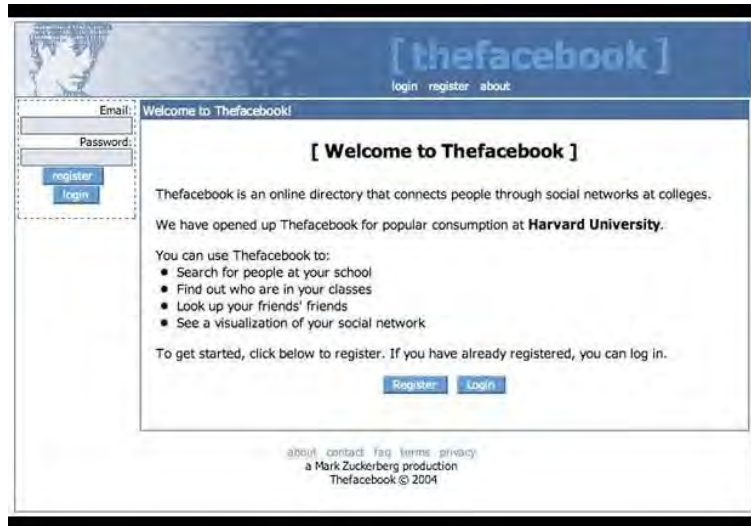 [ thefacebook ]
login register about
Email:
Password:
register
login
Welcome to Thefacebook!
[ Welcome to Thefacebook ]
Thefacebook is an online directory that connects people through social networks at colleges.
We have opened up Thefacebook for popular consumption at Harvard University.
You can use Thefacebook to:
• Search for people at your school
• Find out who are in your classes
• Look up your friends' friends
• See a visualization of your social network
To get started, click below to register. If you have already registered, you can log in.
Register Login
about contact faq terms privacy
a Mark Zuckerberg production
Thefacebook © 2004